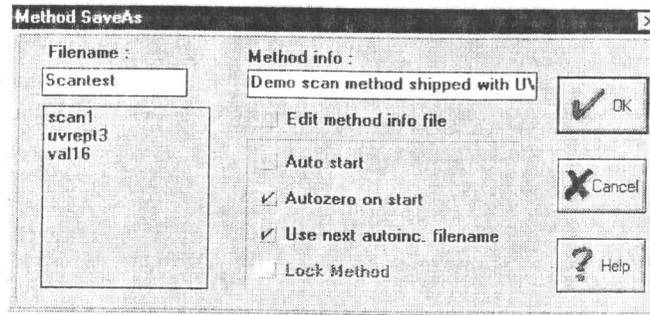 Method SaveAs
Filename :
Scantest
scan1
uvrept3
val16
Method info :
Demo scan method shipped with
Edit method info file
Auto start
Autozero on start
Use next autoinc. filename
Lock Method
OK
Cancel
Help